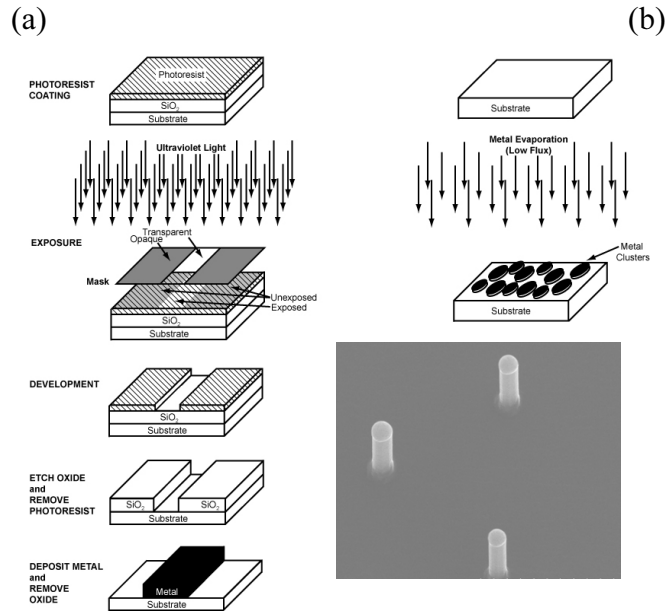 (a)
(b)
PHOTORESIST
COATING
Photoresist
SiO2
Substrate
Ultraviolet Light
EXPOSURE
Transparent
Opaque
Mask
Unexposed
Exposed
SiO2
Substrate
DEVELOPMENT
SiO2
Substrate
ETCH OXIDE
and
REMOVE
PHOTORESIST
SiO2
SiO2
Substrate
DEPOSIT METAL
and
REMOVE
OXIDE
Metal
Substrate
Substrate
Metal Evaporation
(Low Flux)
Metal
Clusters
Substrate